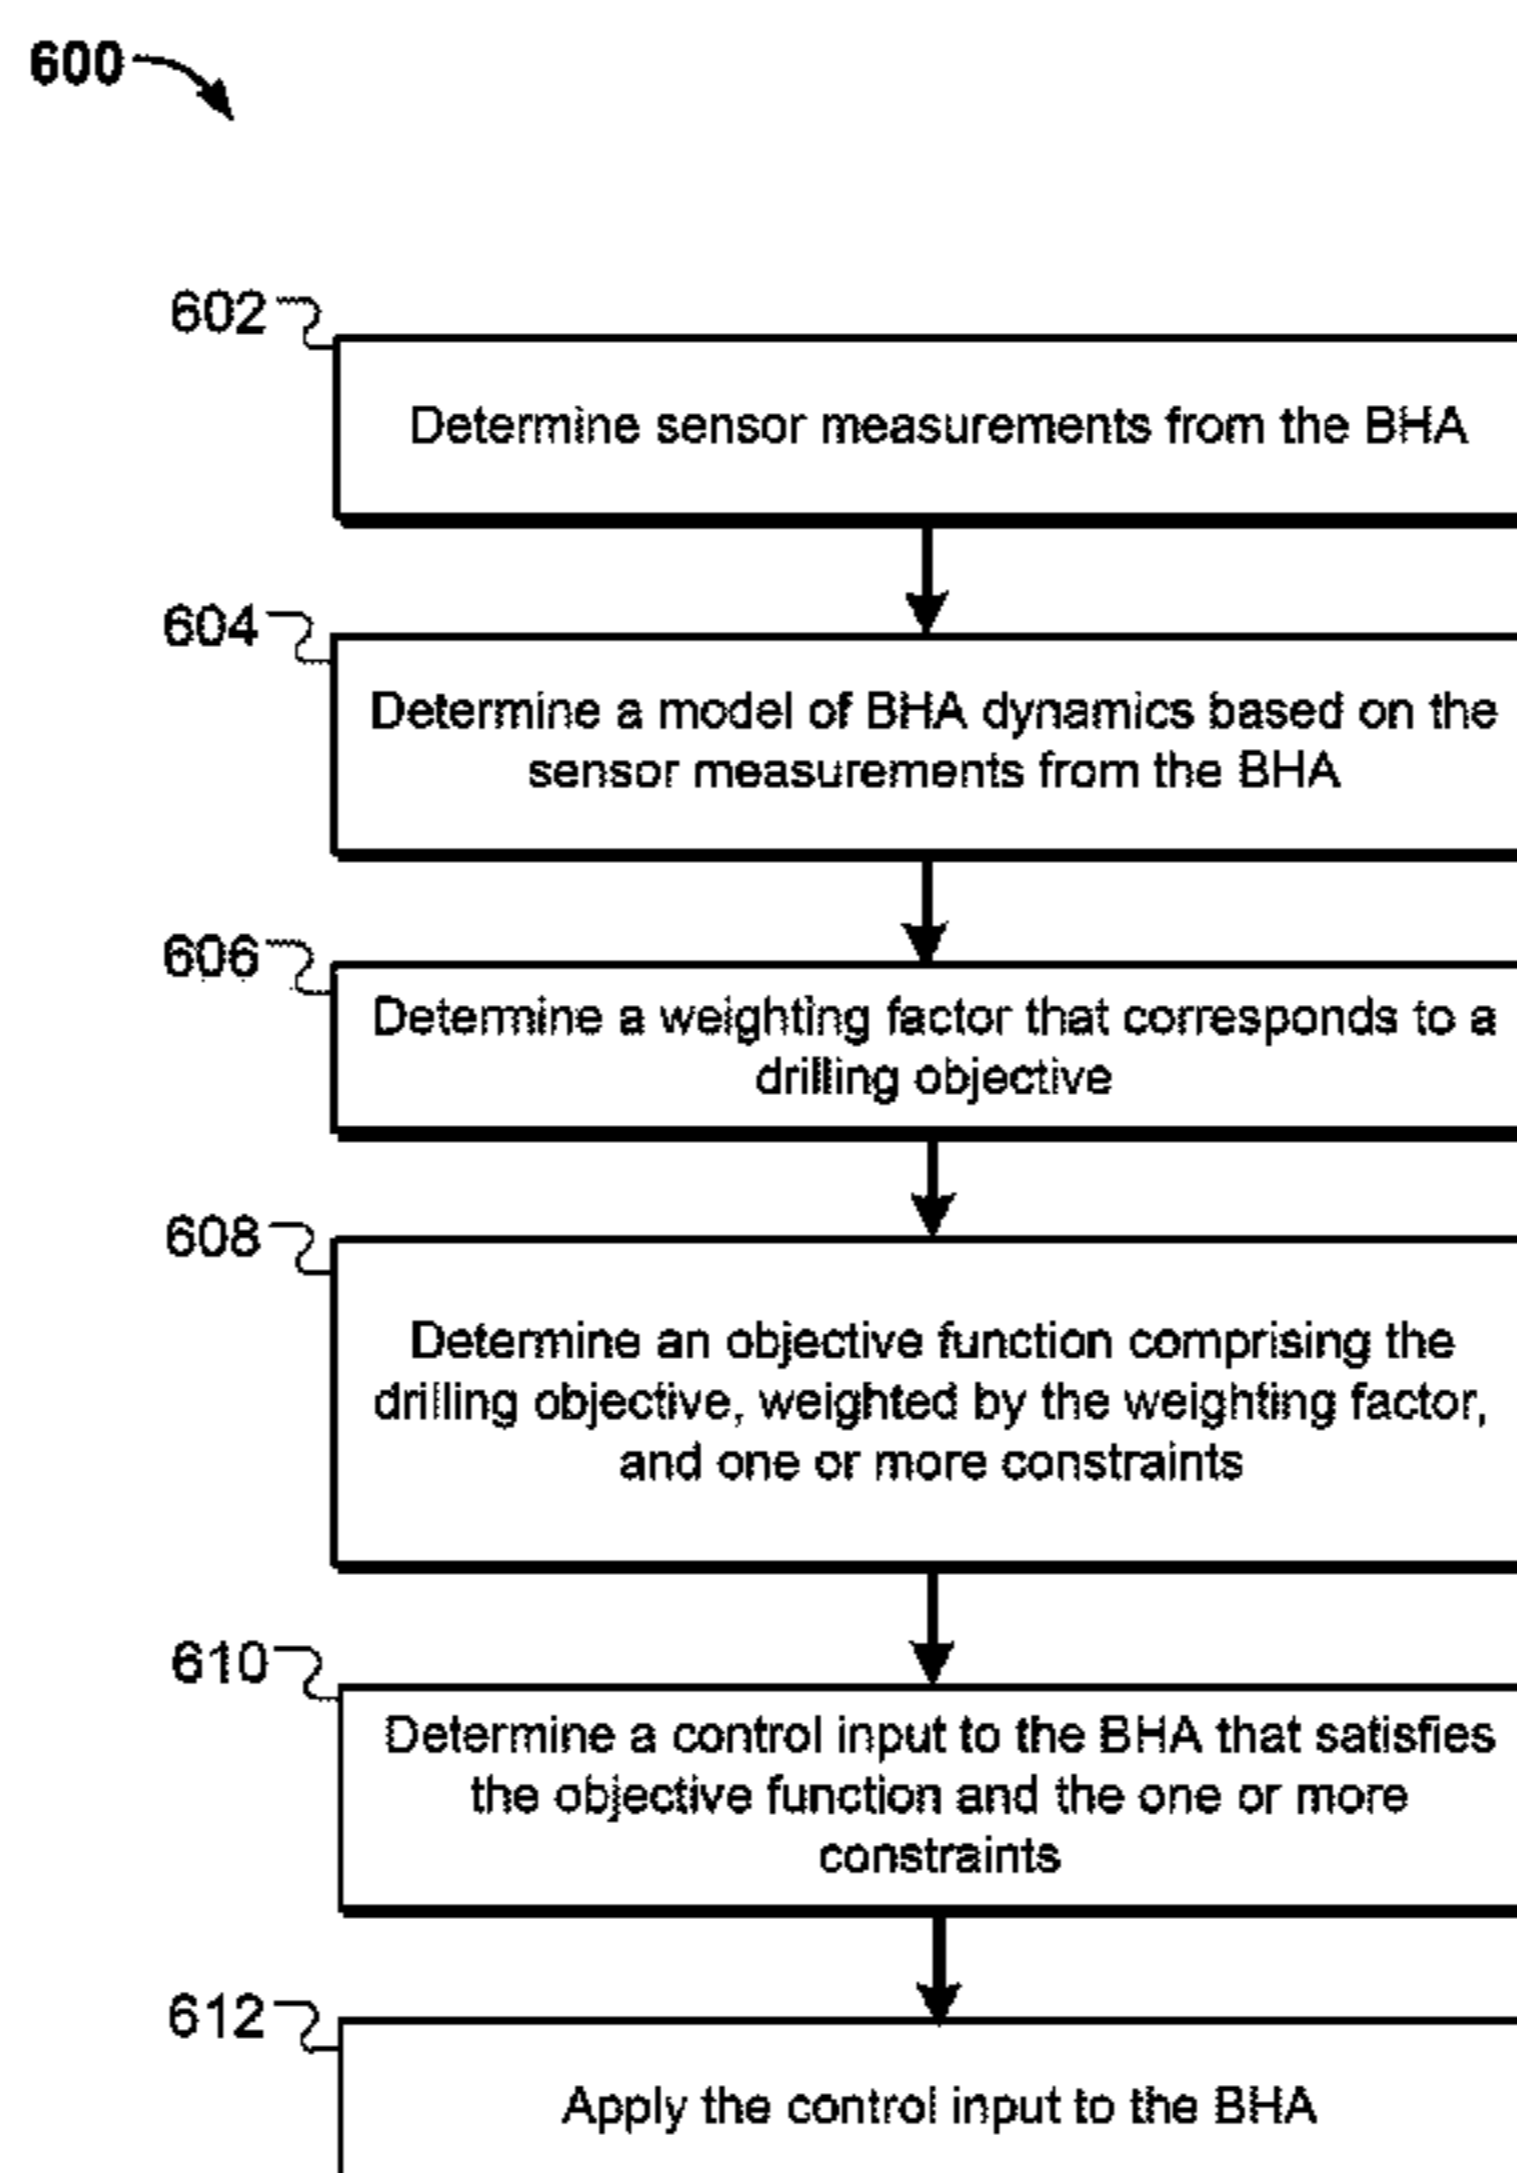 600
602
Determine sensor measurements from the BHA
604
Determine a model of BHA dynamics based on the
sensor measurements from the BHA
606
Determine a weighting factor that corresponds to a
drilling objective
608
Determine an objective function comprising the
drilling objective, weighted by the weighting factor,
and one or more constraints
610
Determine a control input to the BHA that satisfies
the objective function and the one or more
constraints
612
Apply the control input to the BHA